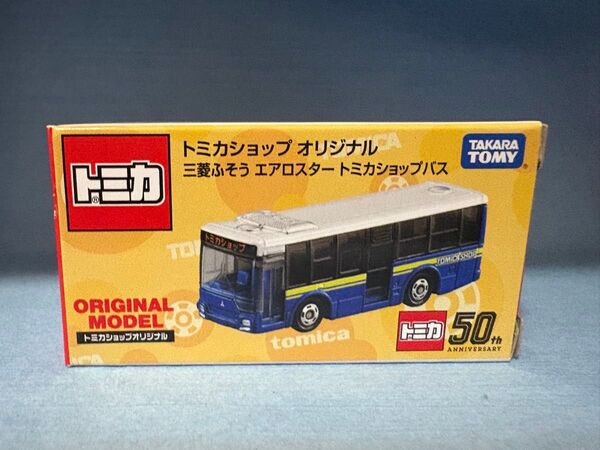 トミカショップ オリジナル
三菱ふそう エアロスター トミカショップバス
TAKARA
TOMY
トミカ
®
TOMICA
トミカショップ
TOMICA SHOP
ORIGINAL
MODEL
トミカショップオリジナル
tomica
トミカ
50th
ANNIVERSARY